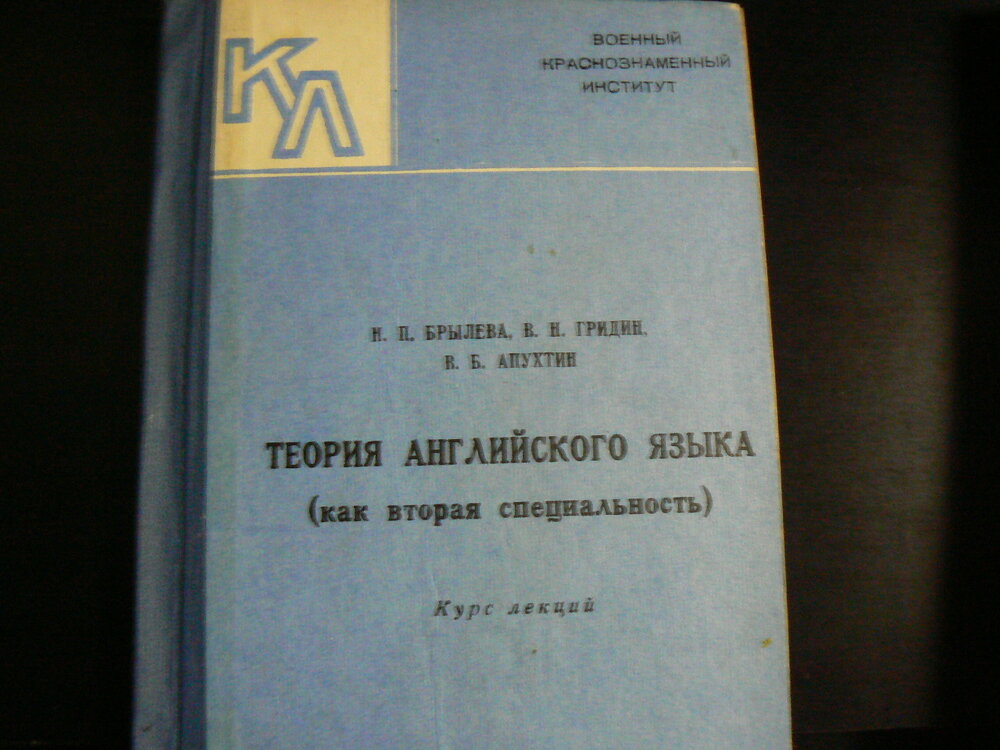 КЛ
ВОЕННЫЙ
КРАСНОЗНАМЕННЫЙ
ИНСТИТУТ
Н. П. БРЫЛЕВА, В. Н. ГРИДИН,
В. Б. АПУХТИН
ТЕОРИЯ АНГЛИЙСКОГО ЯЗЫКА
(как вторая специальность)
Курс лекций